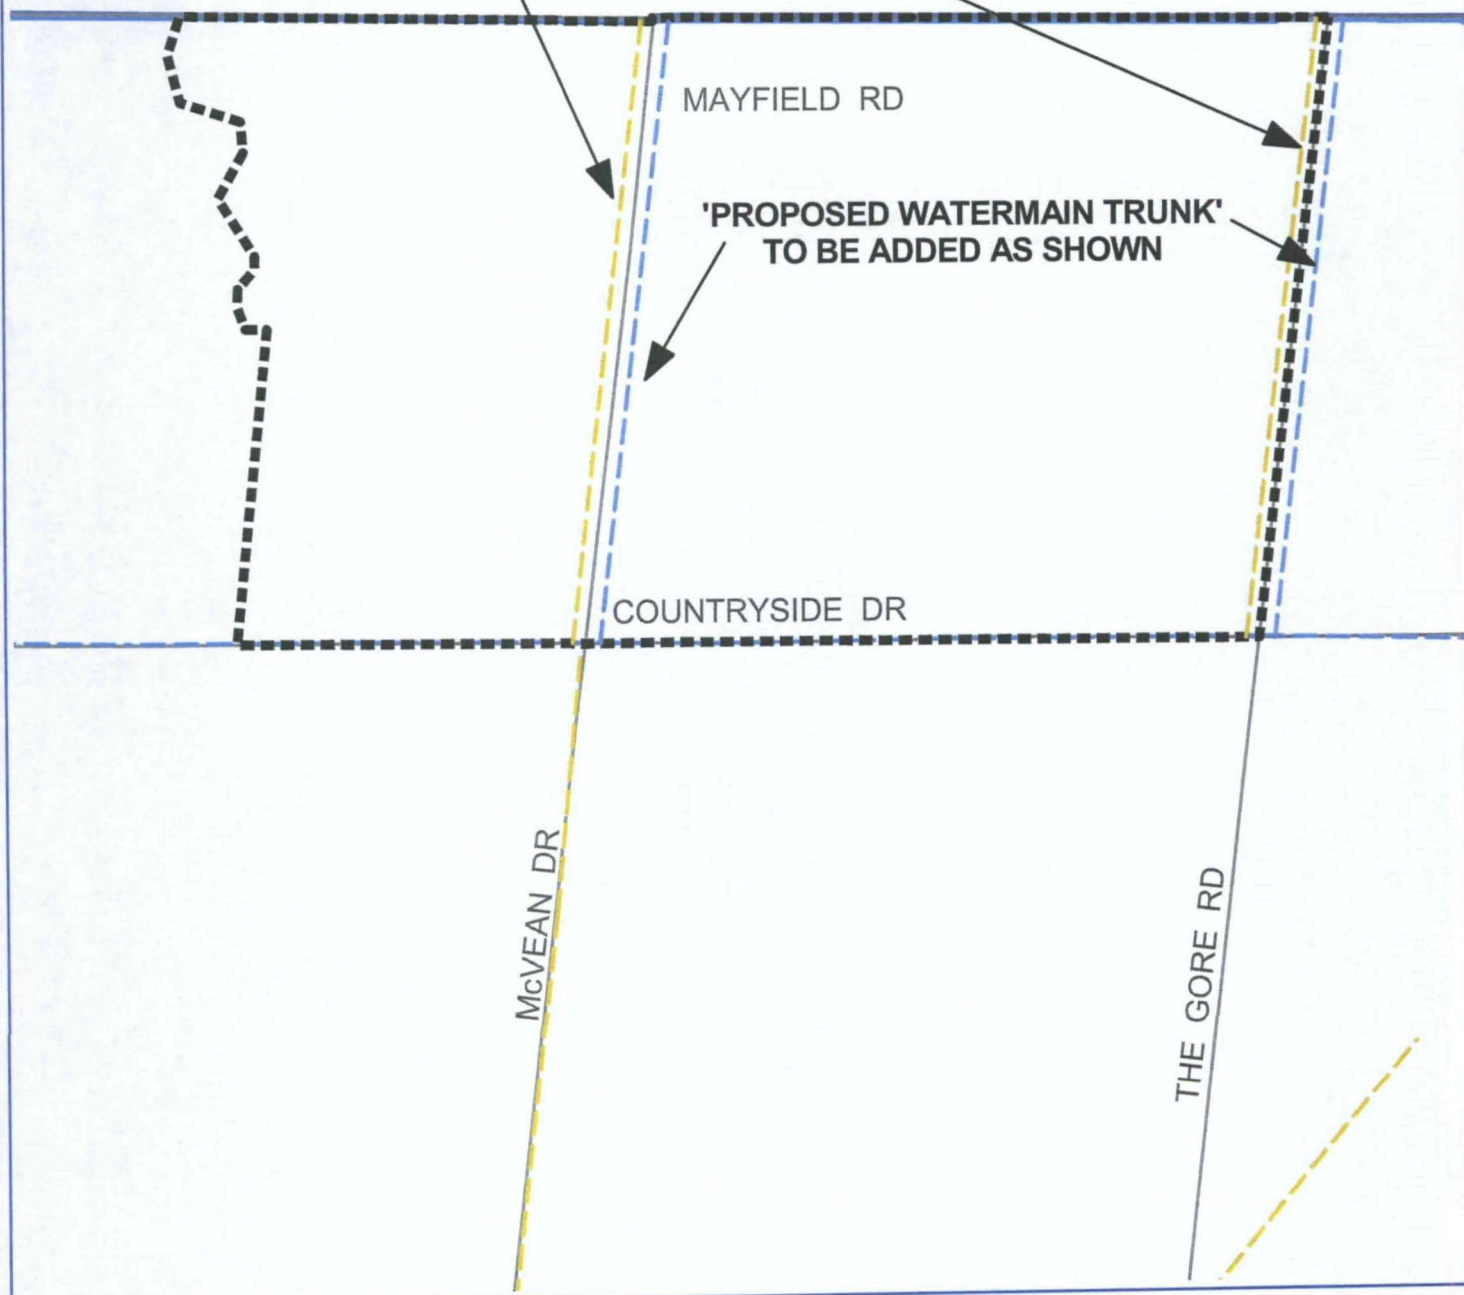 MAYFIELD RD
'PROPOSED WATERMAIN TRUNK'
TO BE ADDED AS SHOWN
COUNTRYSIDE DR
McVEAN DR
THE GORE RD